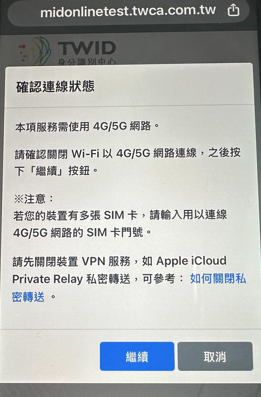 midonlinetest.twca.com.tw
TWID
身分識別中心
確認連線狀態
本項服務需使用 4G/5G 網路。
請確認關閉 Wi-Fi 以 4G/5G 網路連線，之後按
下「繼續」按鈕。
※注意：
若您的裝置有多張 SIM 卡，請輸入用以連線
4G/5G 網路的 SIM 卡門號。
請先關閉裝置 VPN 服務，如 Apple iCloud
Private Relay 私密轉送，可參考： 如何關閉私
密轉送 。
繼續
取消